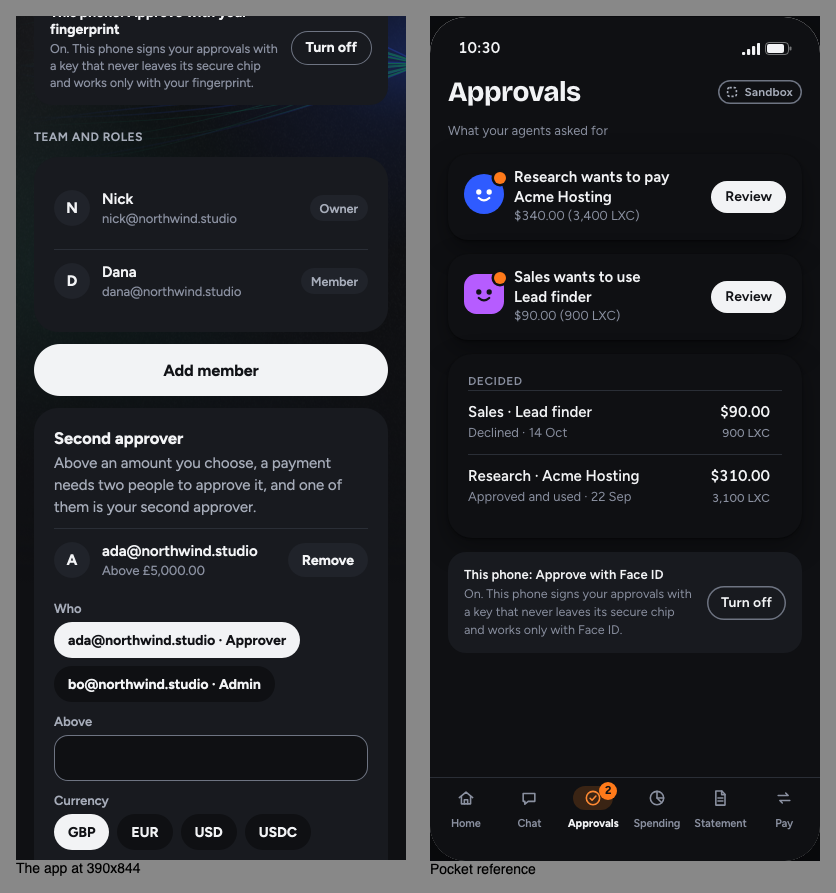 This phone: Approve with your
fingerprint
On. This phone signs your approvals with
a key that never leaves its secure chip
and works only with your fingerprint.
Turn off
TEAM AND ROLES
N
Nick
nick@northwind.studio
Owner
D
Dana
dana@northwind.studio
Member
Add member
Second approver
Above an amount you choose, a payment
needs two people to approve it, and one of
them is your second approver.
A
ada@northwind.studio
Above £5,000.00
Remove
Who
ada@northwind.studio · Approver
bo@northwind.studio · Admin
Above
Currency
GBP
EUR
USD
USDC
The app at 390x844
10:30
Approvals
Sandbox
What your agents asked for
Research wants to pay
Acme Hosting
$340.00 (3,400 LXC)
Review
Sales wants to use
Lead finder
$90.00 (900 LXC)
Review
DECIDED
Sales · Lead finder
$90.00
Declined · 14 Oct
900 LXC
Research · Acme Hosting
$310.00
Approved and used · 22 Sep
3,100 LXC
This phone: Approve with Face ID
On. This phone signs your approvals with
a key that never leaves its secure chip
and works only with Face ID.
Turn off
2
Home
Chat
Approvals
Spending
Statement
Pay
Pocket reference